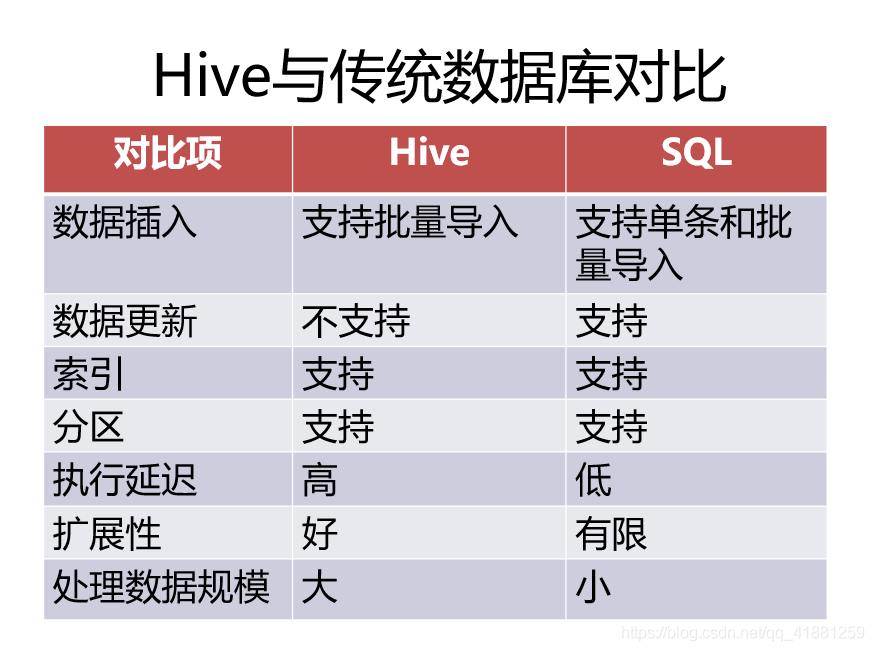 Hive与传统数据库对比
对比项 Hive SQL
数据插入 支持批量导入 支持单条和批
量导入
数据更新 不支持 支持
索引 支持 支持
分区 支持 支持
执行延迟 高 低
扩展性 好 有限
处理数据规模 大 小
https://blog.csdn.net/qq_41881259